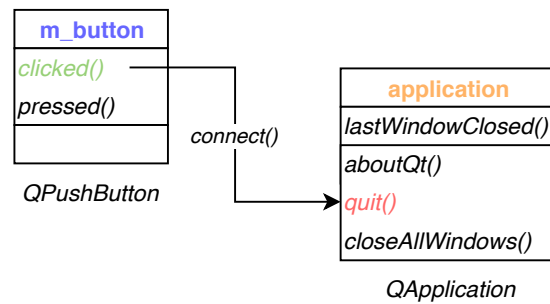 m_button
clicked()
pressed()
QPushButton
connect()
application
lastWindowClosed()
aboutQt()
quit()
closeAllWindows()
QApplication